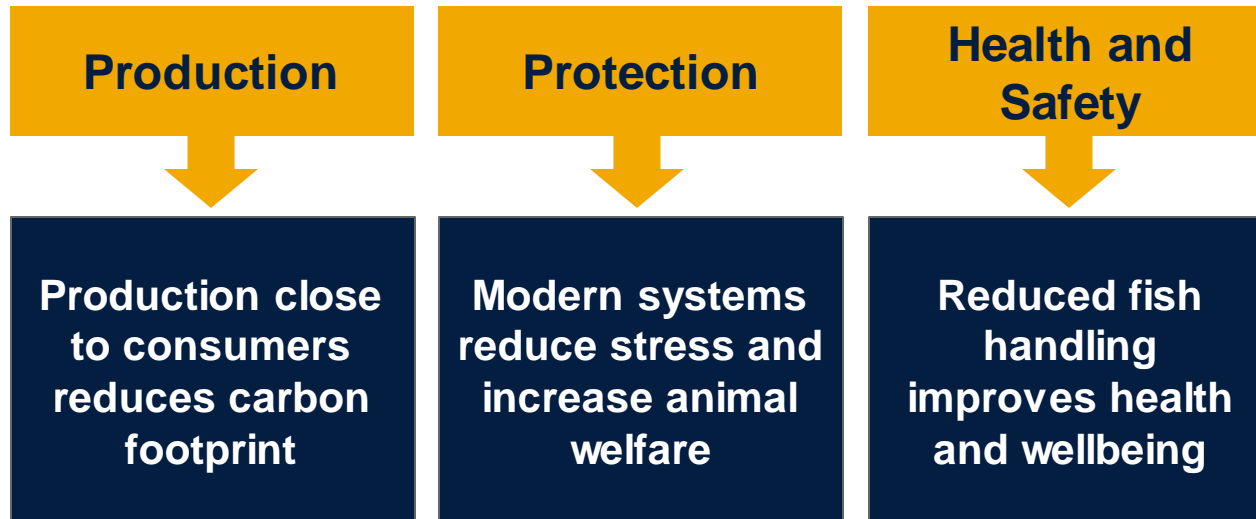 Production
Protection
Health and
Safety
Production close
to consumers
reduces carbon
footprint
Modern systems
reduce stress and
increase animal
welfare
Reduced fish
handling
improves health
and wellbeing